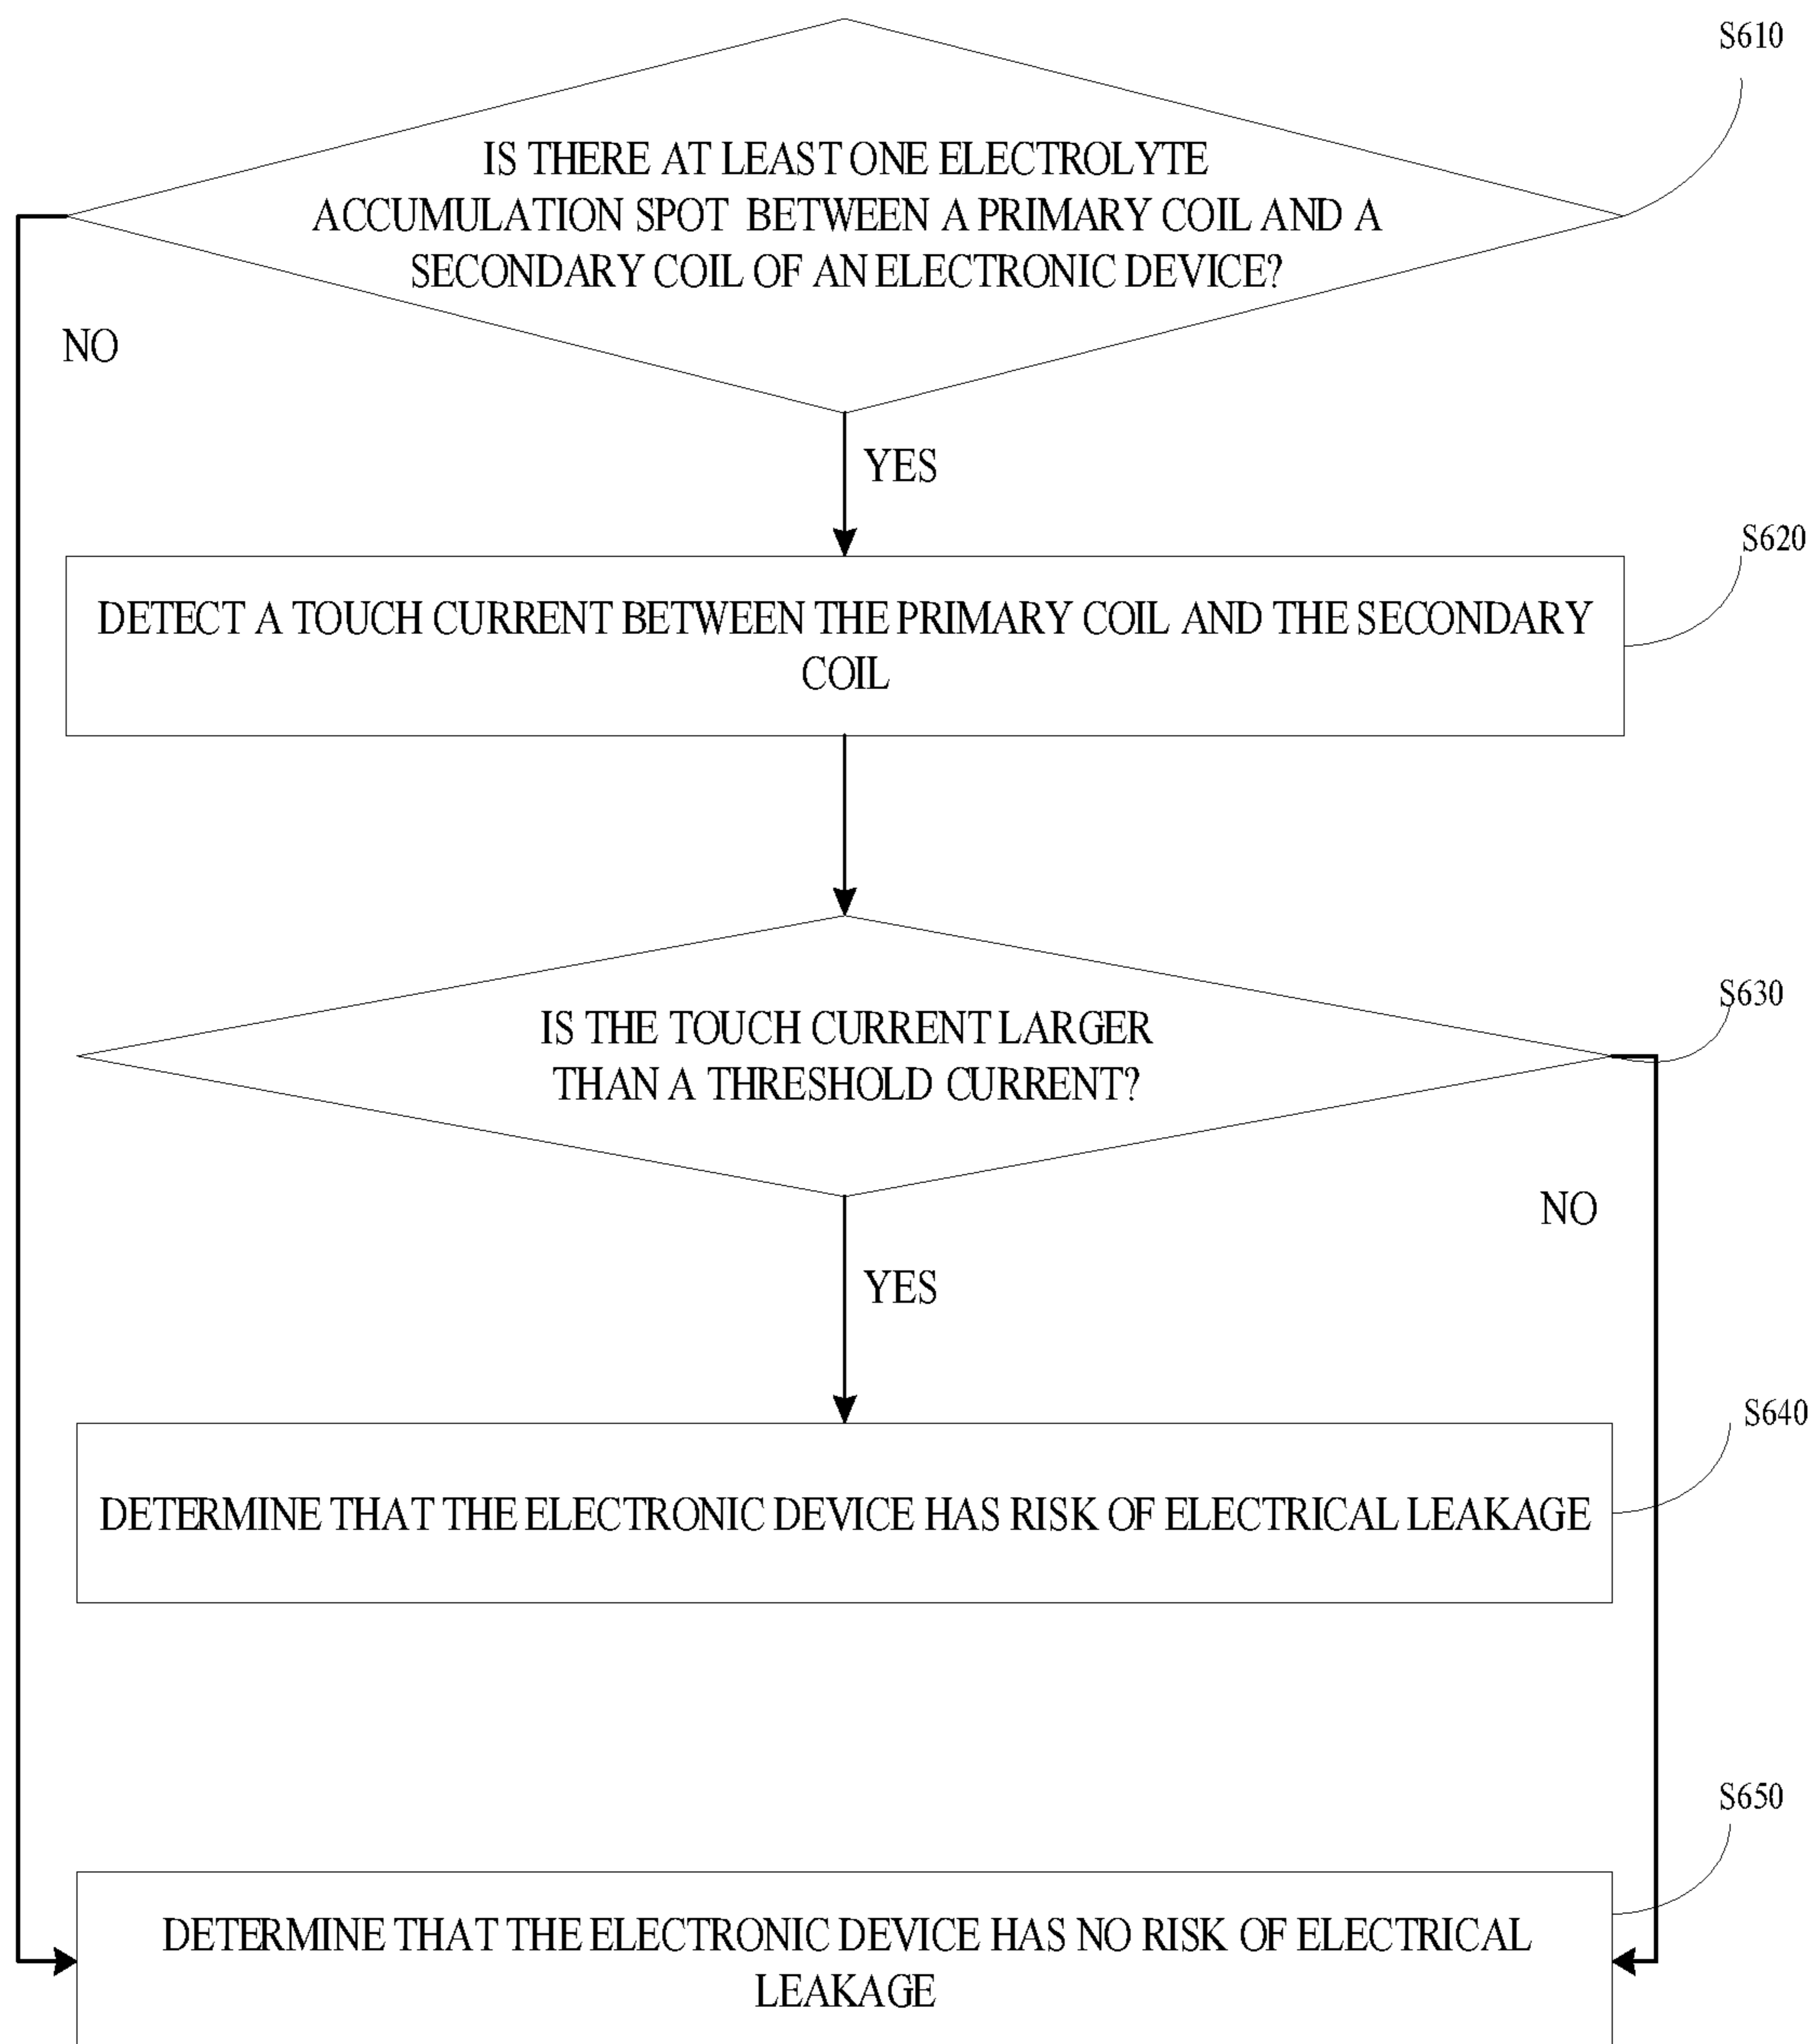 S610
IS THERE AT LEAST ONE ELECTROLYTE
ACCUMULATION SPOT BETWEEN A PRIMARY COIL AND A
SECONDARY COIL OF AN ELECTRONIC DEVICE?
NO
YES
S620
DETECT A TOUCH CURRENT BETWEEN THE PRIMARY COIL AND THE SECONDARY
COIL
S630
IS THE TOUCH CURRENT LARGER
THAN A THRESHOLD CURRENT?
NO
YES
S640
DETERMINE THAT THE ELECTRONIC DEVICE HAS RISK OF ELECTRICAL LEAKAGE
S650
DETERMINE THAT THE ELECTRONIC DEVICE HAS NO RISK OF ELECTRICAL
LEAKAGE